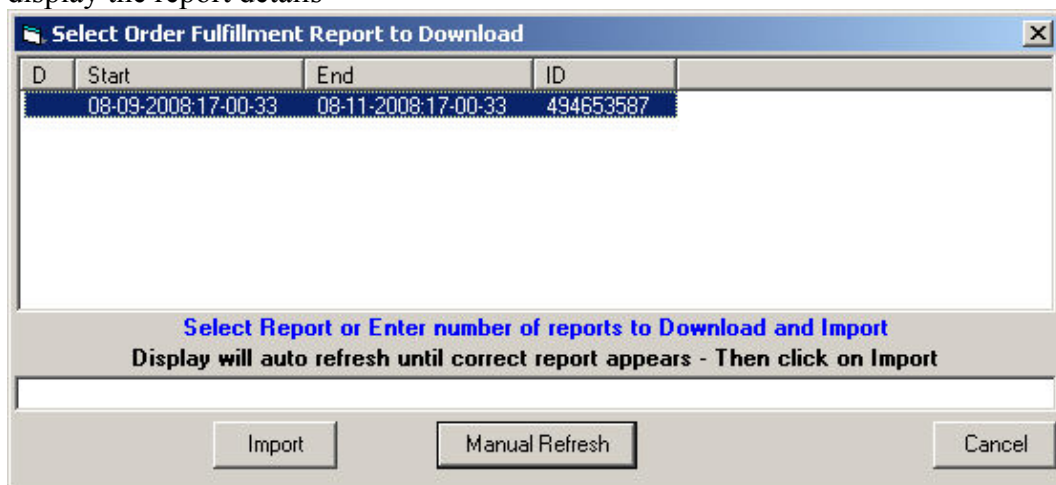 display the report details
Select Order Fulfillment Report to Download
D Start End ID
08-09-2008:17-00-33 08-11-2008:17-00-33 494653587
Select Report or Enter number of reports to Download and Import
Display will auto refresh until correct report appears - Then click on Import
Import Manual Refresh Cancel